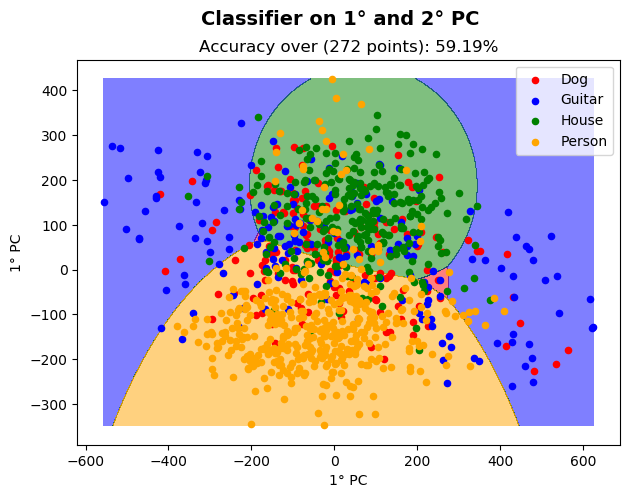 Classifier on 1° and 2° PC
Accuracy over (272 points): 59.19%
Dog
Guitar
House
Person
1° PC
400
300
200
100
0
−100
−200
−300
−600
−400
−200
0
200
400
600
1° PC